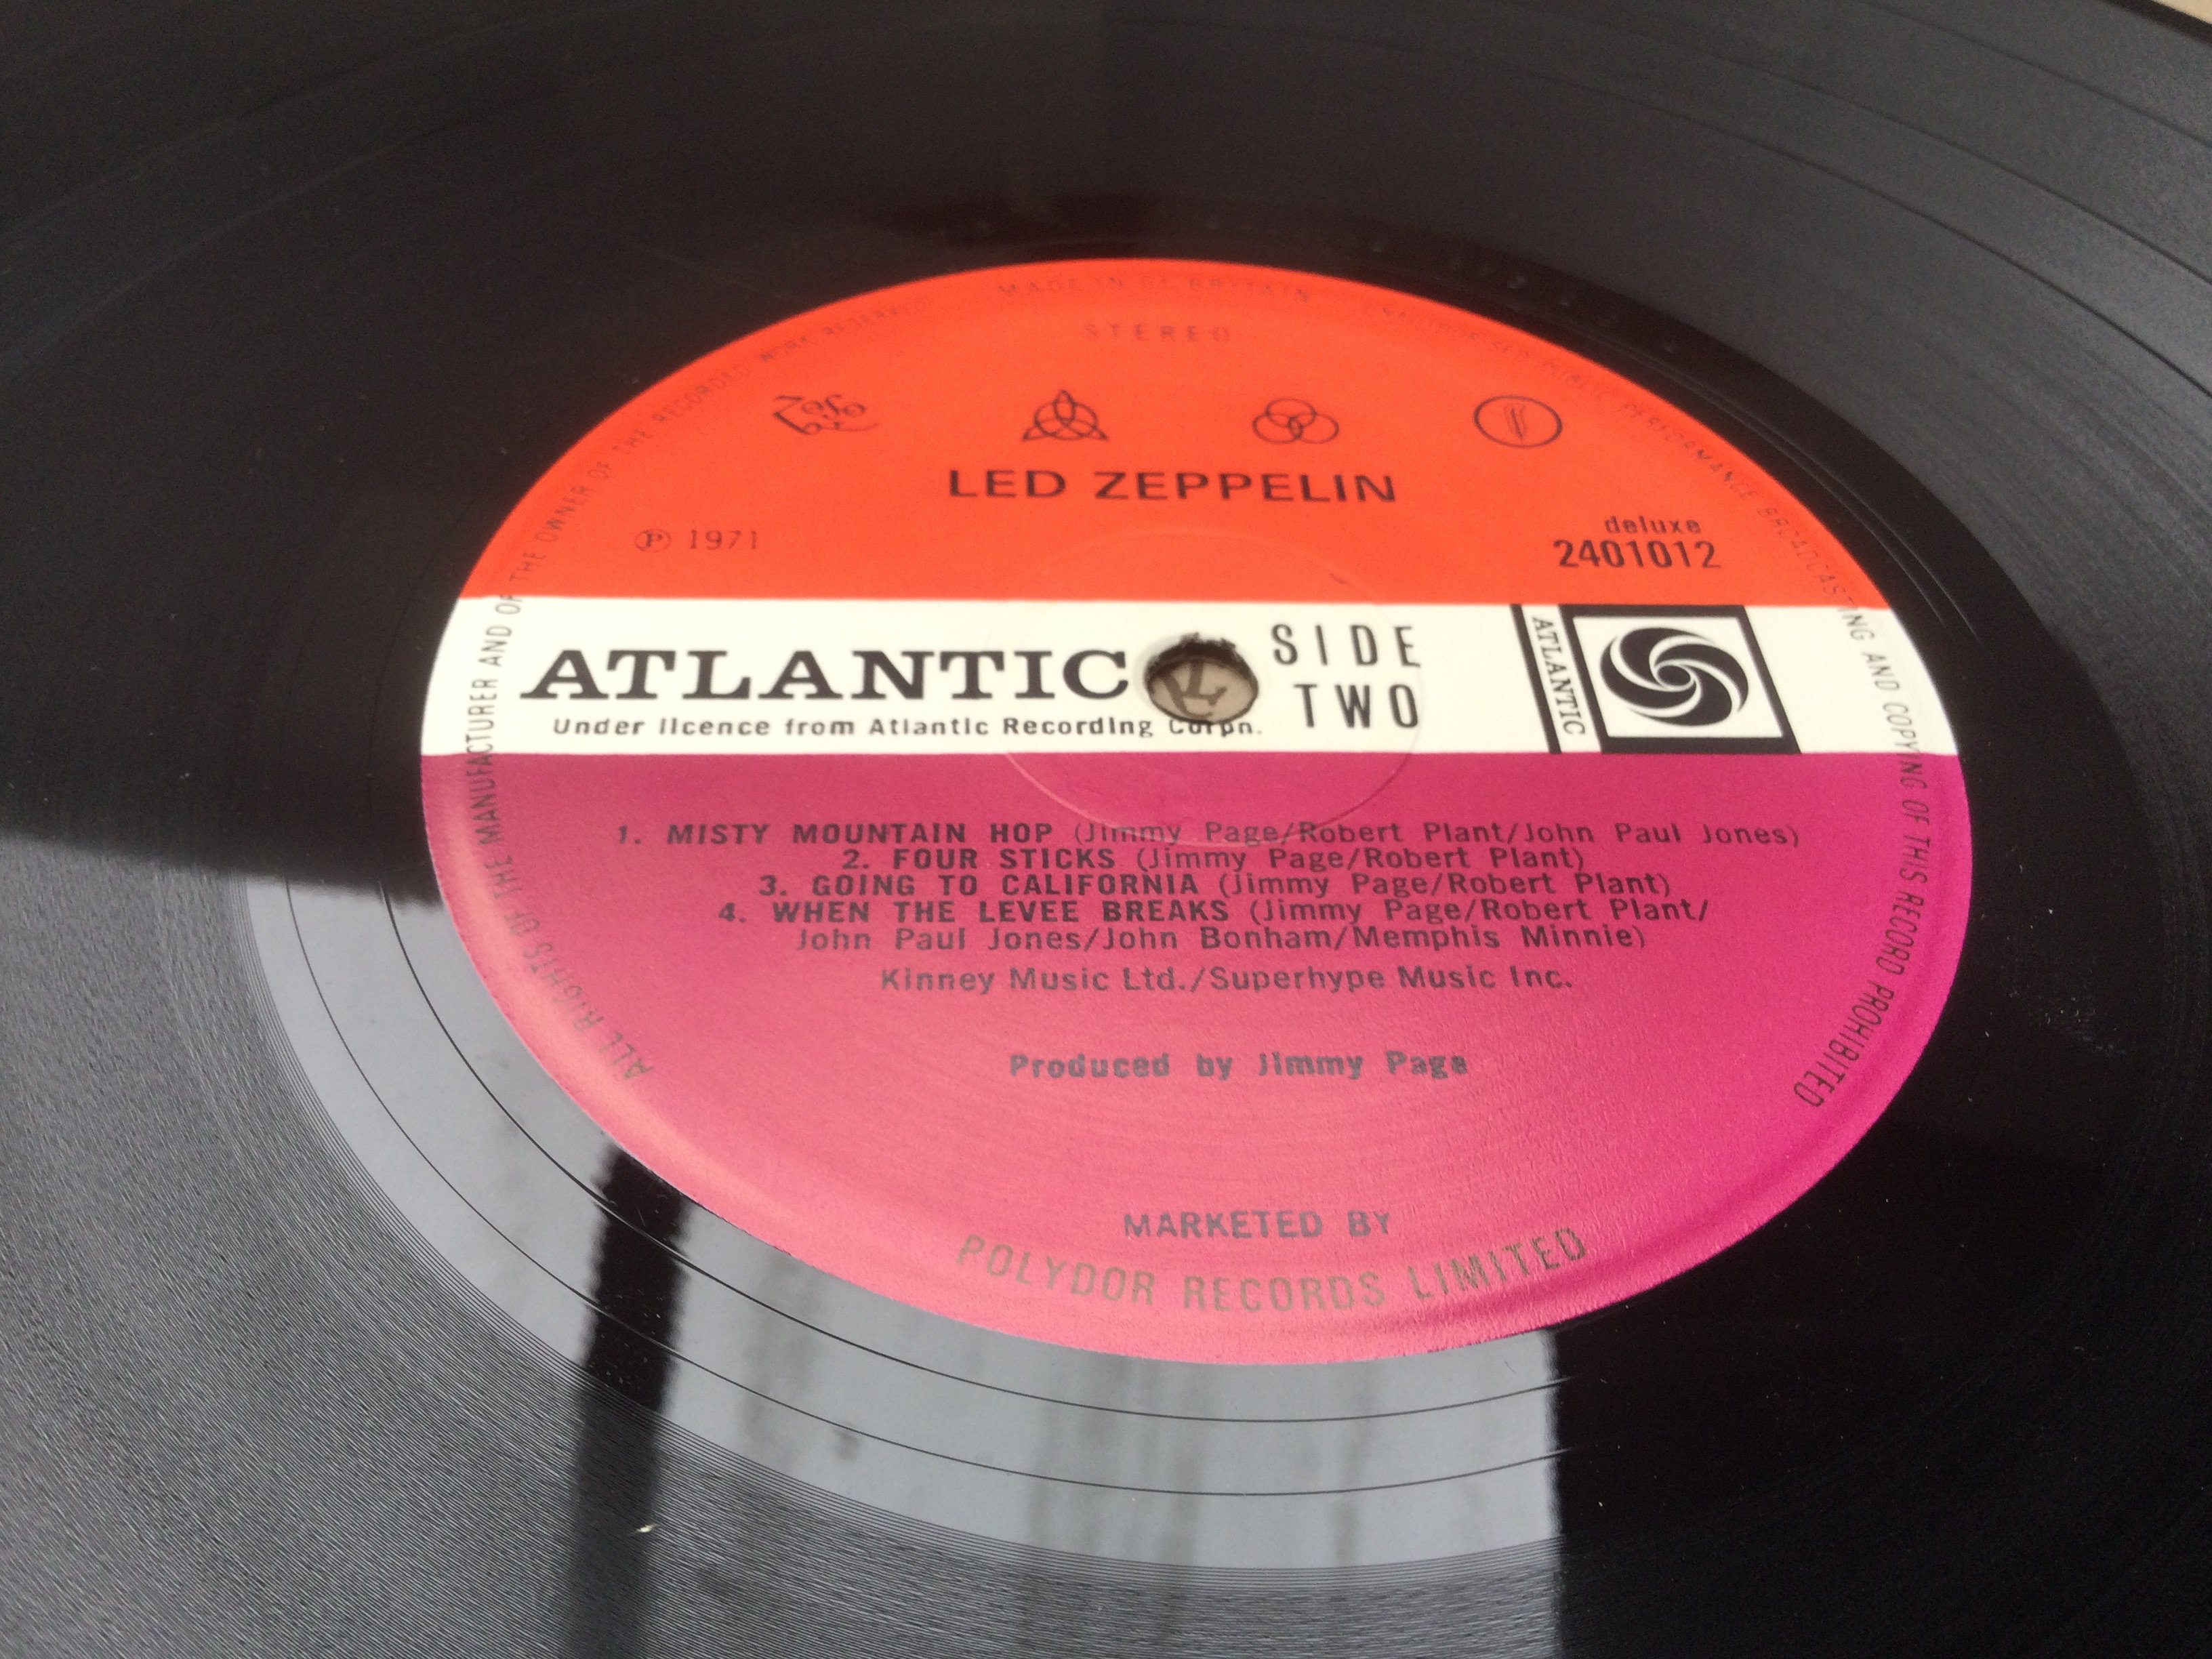 MADE IN GT BRITAIN
STEREO
LED ZEPPELIN
℗ 1971
deluxe
2401012
ATLANTIC
SIDE
TWO
ATLANTIC
Under licence from Atlantic Recording Corpn.
1. MISTY MOUNTAIN HOP (Jimmy Page/Robert Plant/John Paul Jones)
2. FOUR STICKS (Jimmy Page/Robert Plant)
3. GOING TO CALIFORNIA (Jimmy Page/Robert Plant)
4. WHEN THE LEVEE BREAKS (Jimmy Page/Robert Plant/
John Paul Jones/John Bonham/Memphis Minnie)
Kinney Music Ltd./Superhype Music Inc.
Produced by Jimmy Page
MARKETED BY
POLYDOR RECORDS LIMITED
ALL RIGHTS OF THE MANUFACTURER AND OF THE OWNER OF THE RECORDED WORK RESERVED
UNAUTHORISED PUBLIC PERFORMANCE BROADCASTING AND COPYING OF THIS RECORD PROHIBITED